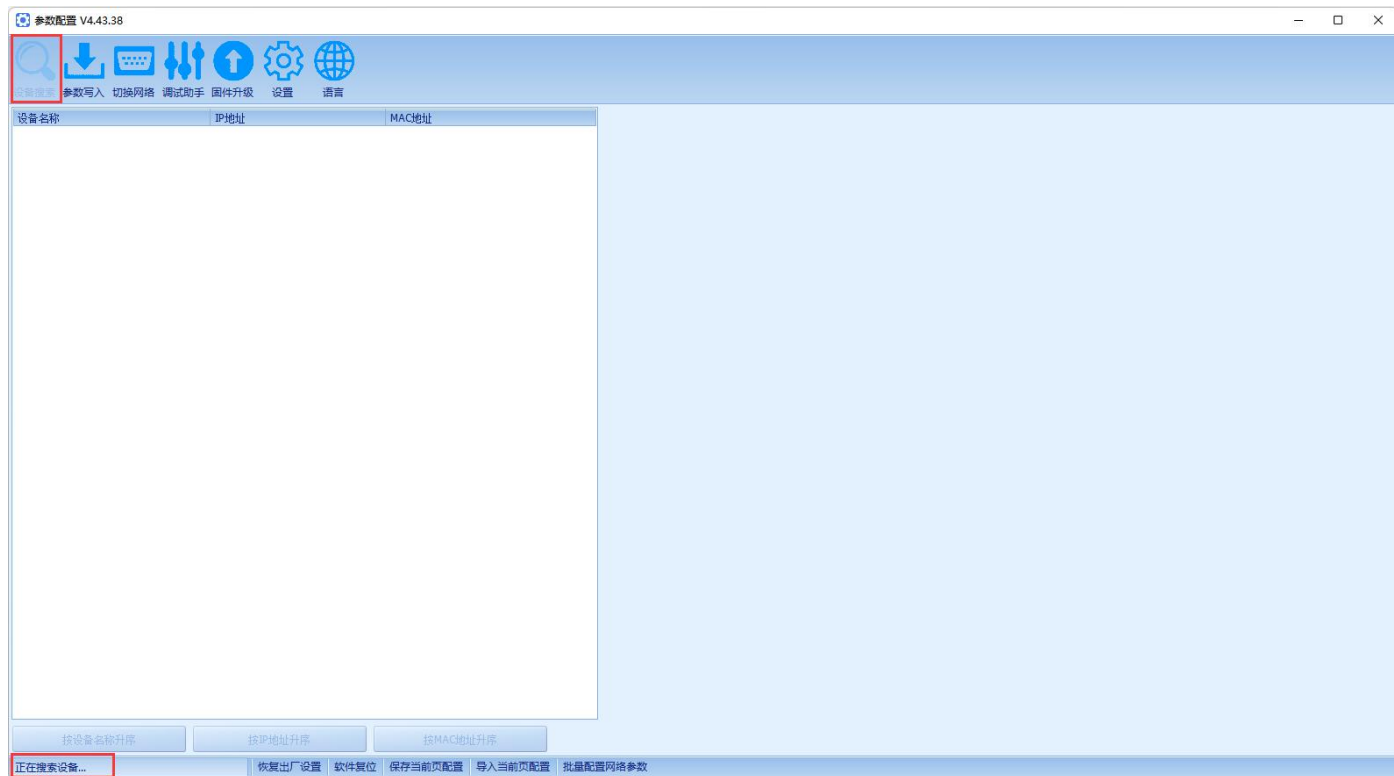 参数配置 V4.43.38
设备搜索 参数写入 切换网络 调试助手 固件升级 设置 语言
设备名称 IP地址 MAC地址
按设备名称升序 按IP地址升序 按MAC地址升序
正在搜索设备... 恢复出厂设置 软件复位 保存当前页配置 导入当前页配置 批量配置网络参数